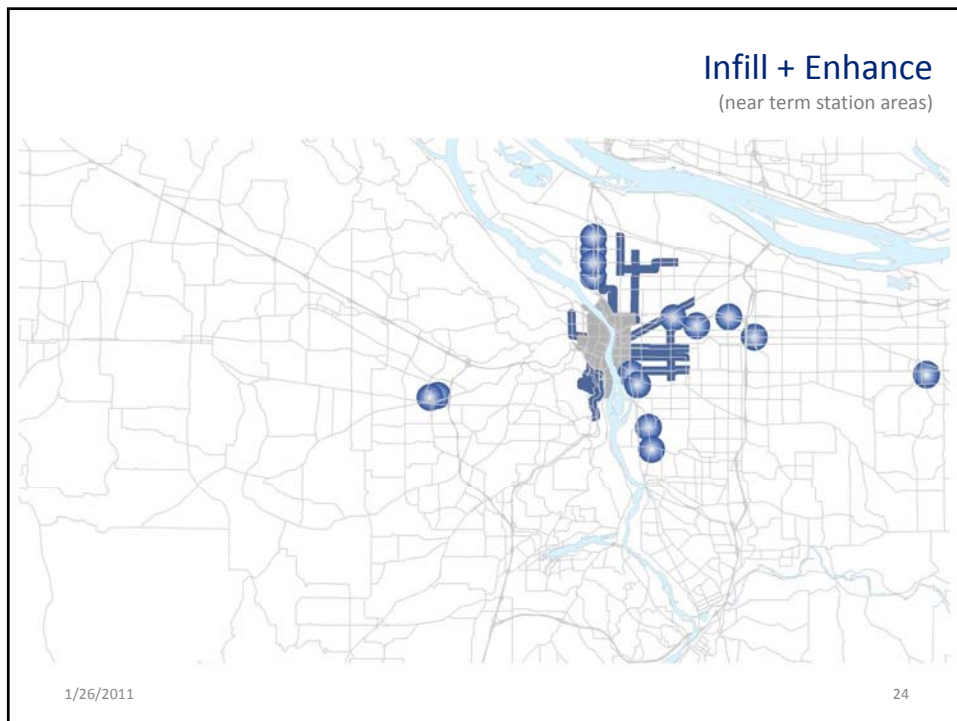 Infill + Enhance
(near term station areas)
1/26/2011
24